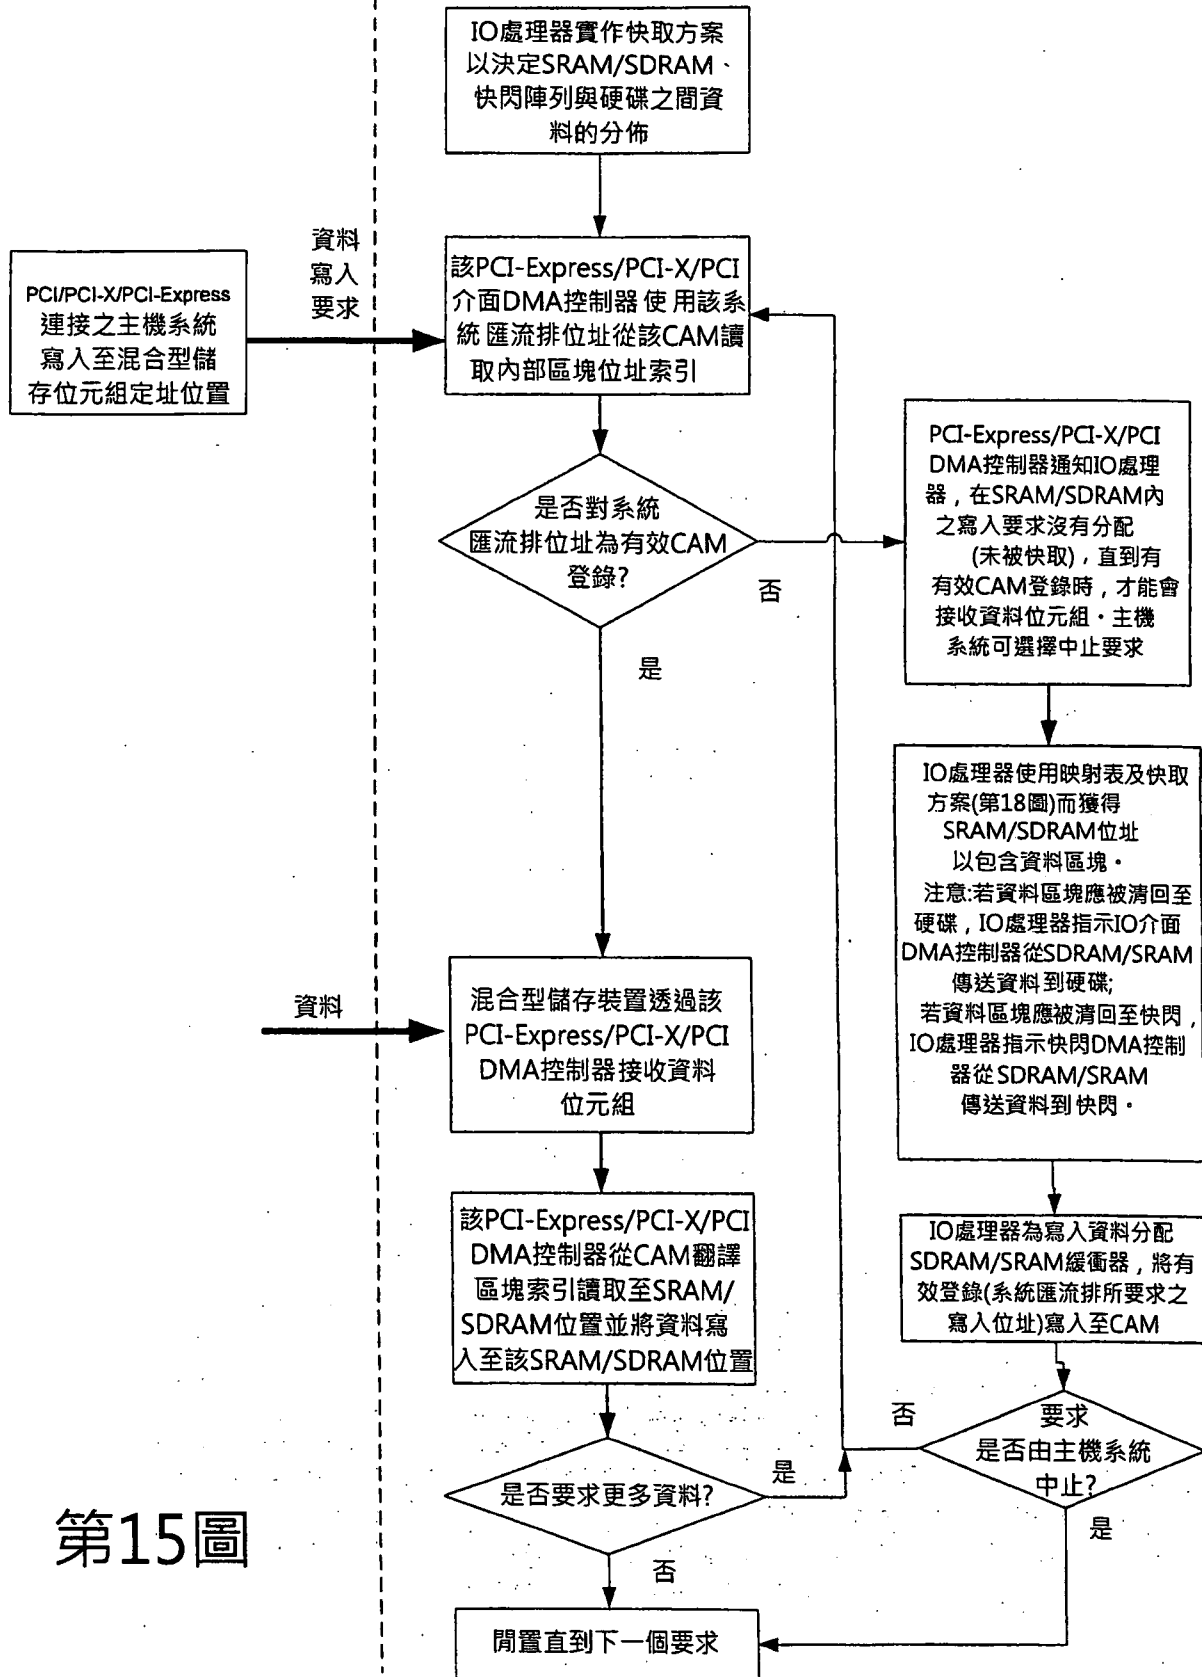 IO處理器實作快取方案
以決定SRAM/SDRAM、
快閃陣列與硬碟之間資
料的分佈
資料
寫入
要求
PCI/PCI-X/PCI-Express
連接之主機系統
寫入至混合型儲
存位元組定址位置
該PCI-Express/PCI-X/PCI
介面DMA控制器使用該系
統匯流排位址從該CAM讀
取內部區塊位址索引
是否對系統
匯流排位址為有效CAM
登錄?
否
是
PCI-Express/PCI-X/PCI
DMA控制器通知IO處理
器，在SRAM/SDRAM內
之寫入要求沒有分配
(未被快取)，直到有
有效CAM登錄時，才能會
接收資料位元組。主機
系統可選擇中止要求
IO處理器使用映射表及快取
方案(第18圖)而獲得
SRAM/SDRAM位址
以包含資料區塊。
注意:若資料區塊應被清回至
硬碟，IO處理器指示IO介面
DMA控制器從SDRAM/SRAM
傳送資料到硬碟;
若資料區塊應被清回至快閃，
IO處理器指示快閃DMA控制
器從SDRAM/SRAM
傳送資料到快閃。
資料
混合型儲存裝置透過該
PCI-Express/PCI-X/PCI
DMA控制器接收資料
位元組
該PCI-Express/PCI-X/PCI
DMA控制器從CAM翻譯
區塊索引讀取至SRAM/
SDRAM位置並將資料寫
入至該SRAM/SDRAM位置
IO處理器為寫入資料分配
SDRAM/SRAM緩衝器，將有
效登錄(系統匯流排所要求之
寫入位址)寫入至CAM
要求
是否由主機系統
中止?
否
是
是否要求更多資料?
是
否
閒置直到下一個要求
第15圖